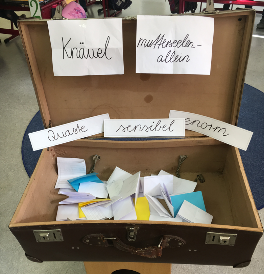 Knäuel
mutterseelen-
allein
Quaste
sensibel
enorm